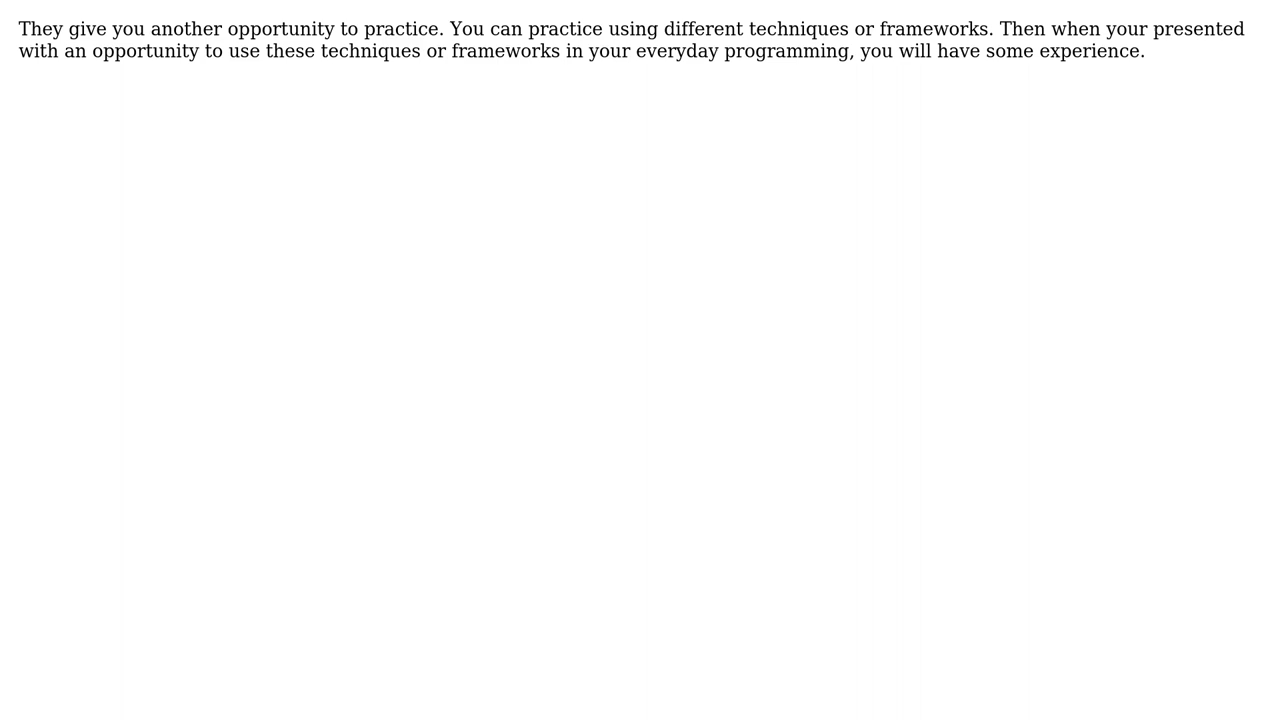 They give you another opportunity to practice. You can practice using different techniques or frameworks. Then when your presented
with an opportunity to use these techniques or frameworks in your everyday programming, you will have some experience.